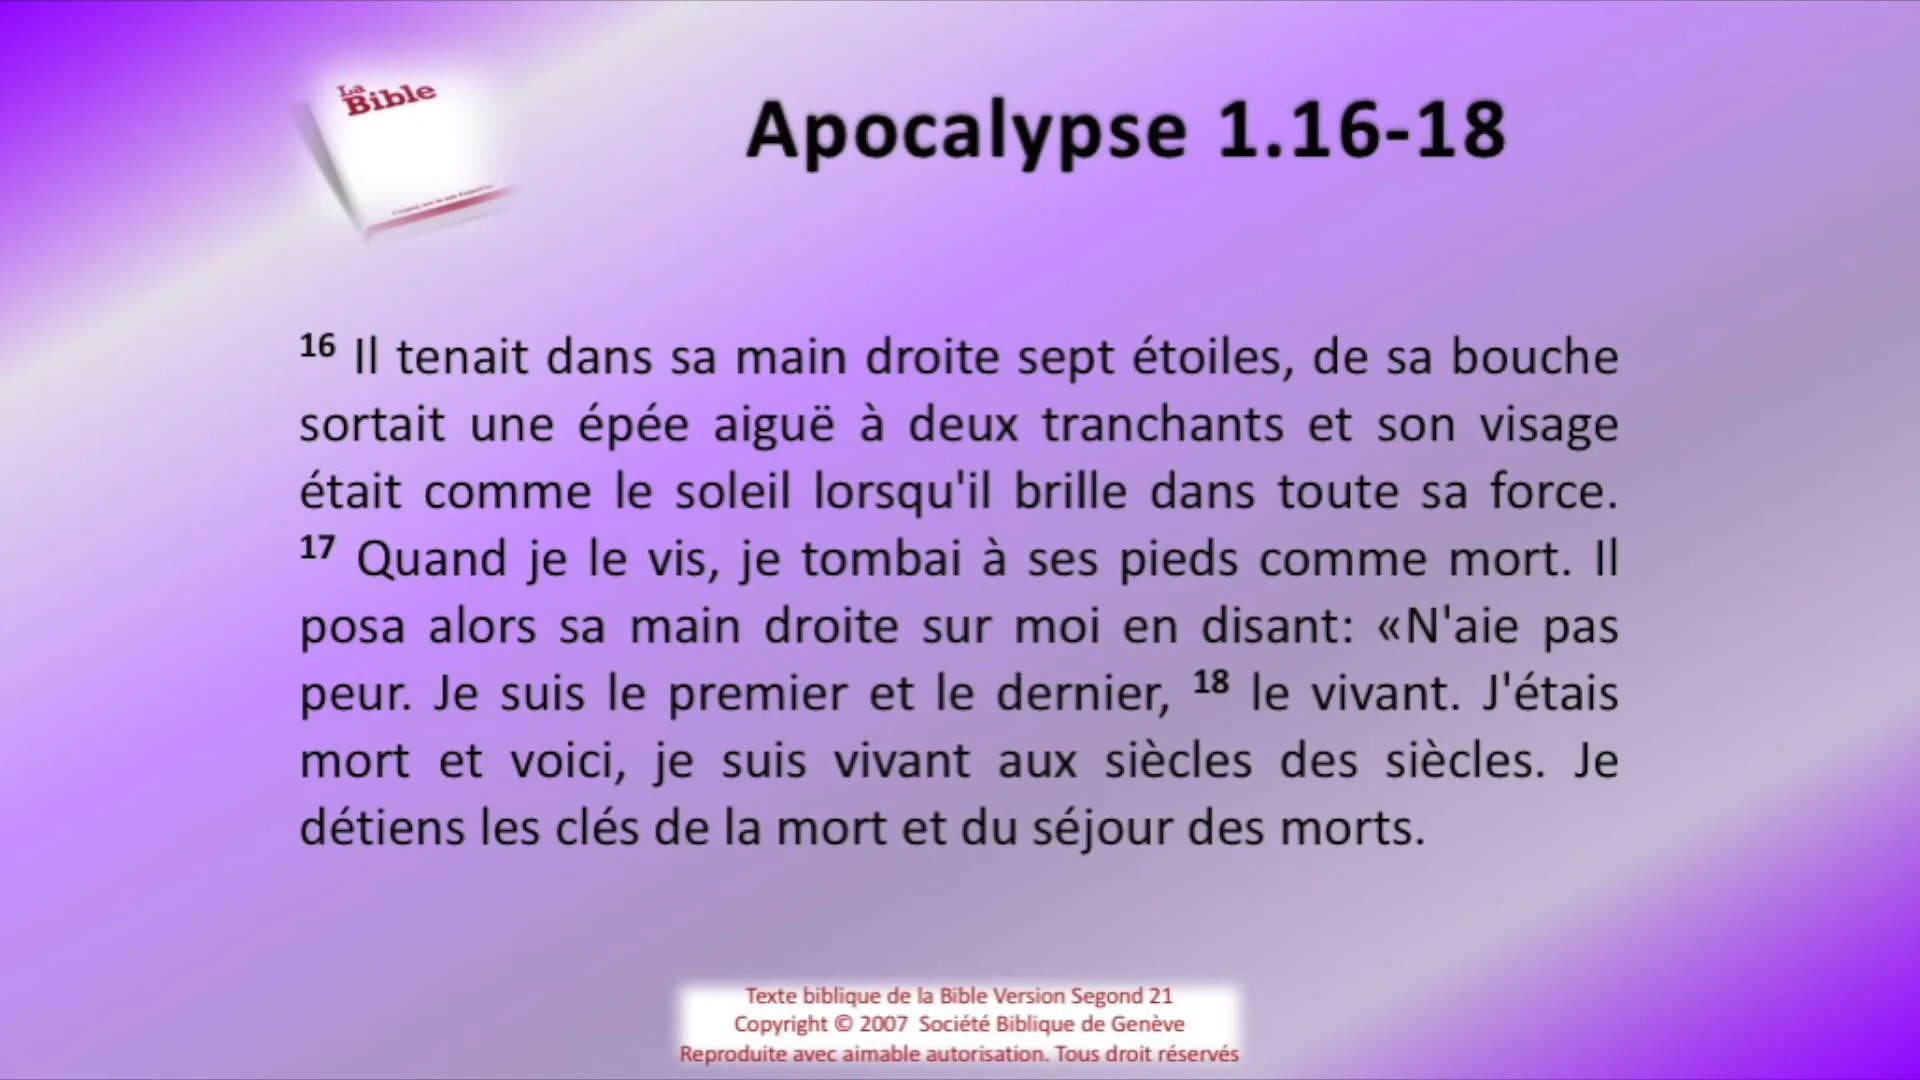 La
Bible
Apocalypse 1.16-18
16 Il tenait dans sa main droite sept étoiles, de sa bouche
sortait une épée aiguë à deux tranchants et son visage
était comme le soleil lorsqu'il brille dans toute sa force.
17 Quand je le vis, je tombai à ses pieds comme mort. Il
posa alors sa main droite sur moi en disant: «N'aie pas
peur. Je suis le premier et le dernier, 18 le vivant. J'étais
mort et voici, je suis vivant aux siècles des siècles. Je
détiens les clés de la mort et du séjour des morts.
Texte biblique de la Bible Version Segond 21
Copyright © 2007 Société Biblique de Genève
Reproduite avec aimable autorisation. Tous droit réservés